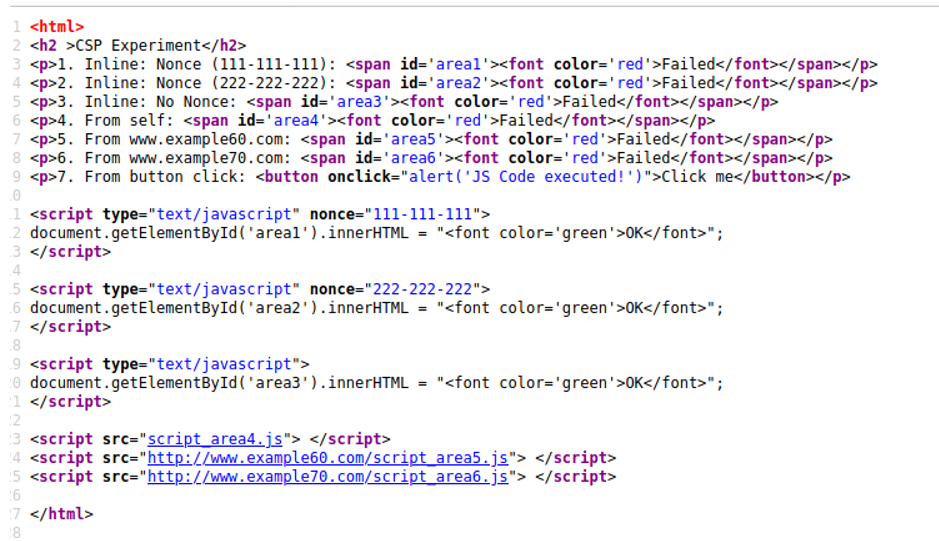 1 <html>
2 <h2 >CSP Experiment</h2>
3 <p>1. Inline: Nonce (111-111-111): <span id='area1'><font color='red'>Failed</font></span></p>
4 <p>2. Inline: Nonce (222-222-222): <span id='area2'><font color='red'>Failed</font></span></p>
5 <p>3. Inline: No Nonce: <span id='area3'><font color='red'>Failed</font></span></p>
6 <p>4. From self: <span id='area4'><font color='red'>Failed</font></span></p>
7 <p>5. From www.example60.com: <span id='area5'><font color='red'>Failed</font></span></p>
8 <p>6. From www.example70.com: <span id='area6'><font color='red'>Failed</font></span></p>
9 <p>7. From button click: <button onclick="alert('JS Code executed!')">Click me</button></p>
0
1 <script type="text/javascript" nonce="111-111-111">
2 document.getElementById('area1').innerHTML = "<font color='green'>OK</font>";
3 </script>
4
5 <script type="text/javascript" nonce="222-222-222">
6 document.getElementById('area2').innerHTML = "<font color='green'>OK</font>";
7 </script>
8
9 <script type="text/javascript">
0 document.getElementById('area3').innerHTML = "<font color='green'>OK</font>";
1 </script>
2
3 <script src="script_area4.js"> </script>
4 <script src="http://www.example60.com/script_area5.js"> </script>
5 <script src="http://www.example70.com/script_area6.js"> </script>
6
7 </html>
8